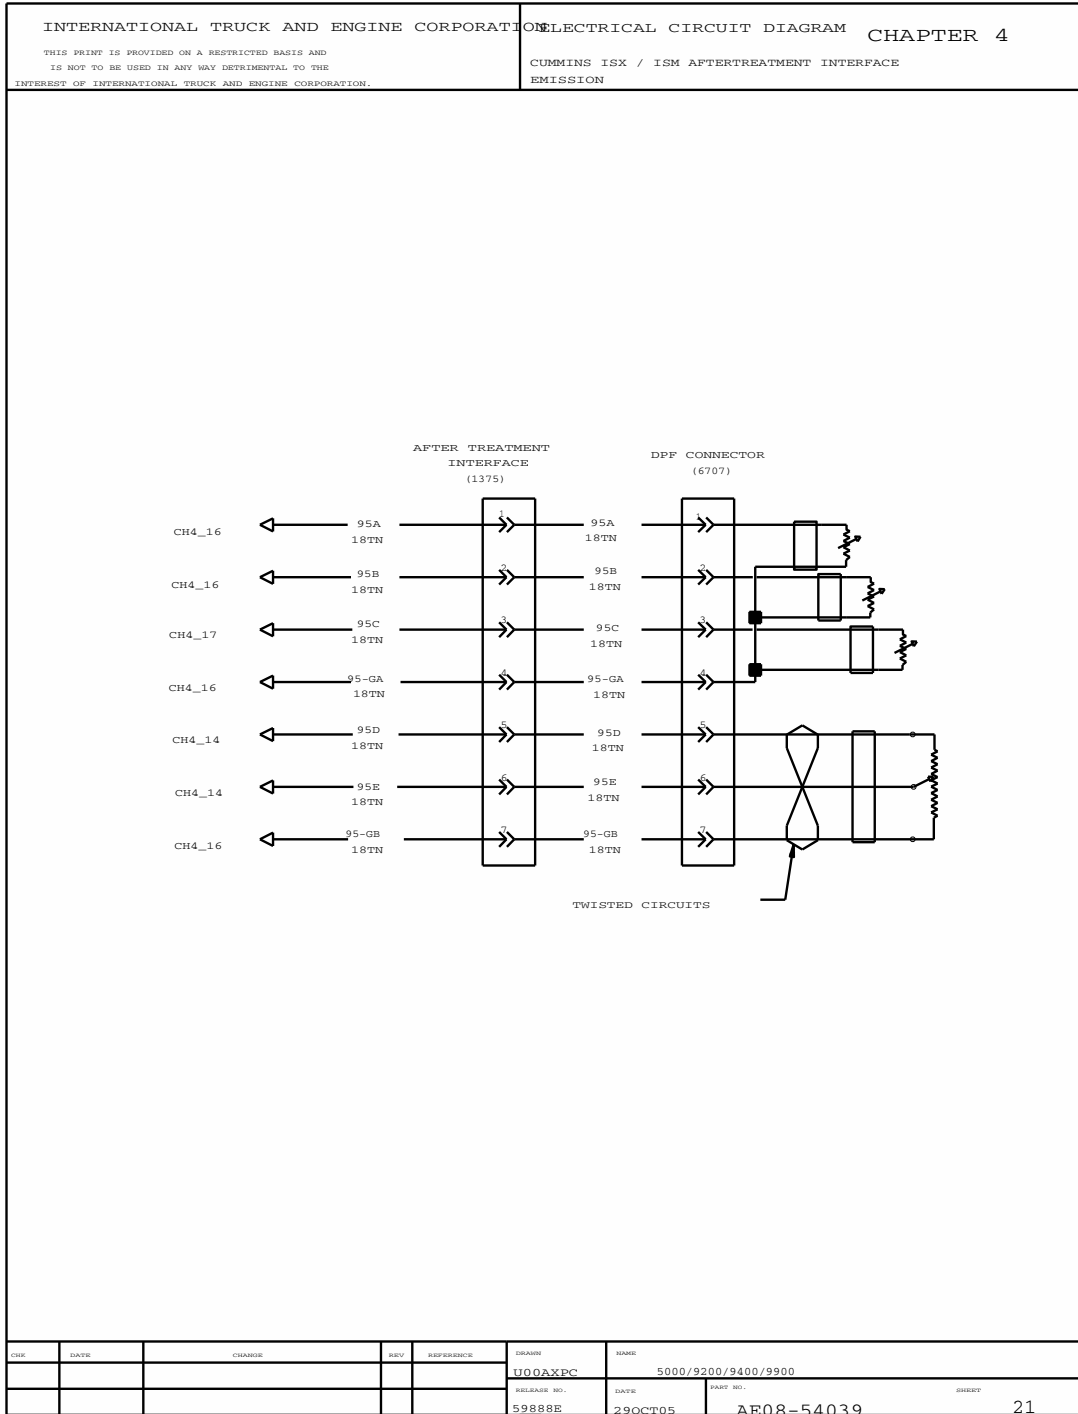 INTERNATIONAL TRUCK AND ENGINE CORPORATION
THIS PRINT IS PROVIDED ON A RESTRICTED BASIS AND
IS NOT TO BE USED IN ANY WAY DETRIMENTAL TO THE
INTEREST OF INTERNATIONAL TRUCK AND ENGINE CORPORATION.
ELECTRICAL CIRCUIT DIAGRAM
CHAPTER 4
CUMMINS ISX / ISM AFTERTREATMENT INTERFACE
EMISSION
AFTER TREATMENT
INTERFACE
(1375)
DPF CONNECTOR
(6707)
CH4_16 95A 1 95A 1
18TN 18TN
CH4_16 95B 2 95B 2
18TN 18TN
CH4_17 95C 3 95C 3
18TN 18TN
CH4_16 95-GA 4 95-GA 4
18TN 18TN
CH4_14 95D 5 95D 5
18TN 18TN
CH4_14 95E 6 95E 6
18TN 18TN
CH4_16 95-GB 7 95-GB 7
18TN 18TN
TWISTED CIRCUITS
CHK DATE CHANGE REV REFERENCE
DRAWN
U00AXPC
NAME
5000/9200/9400/9900
RELEASE NO.
59888E
DATE
29OCT05
PART NO.
AE08-54039
SHEET
21